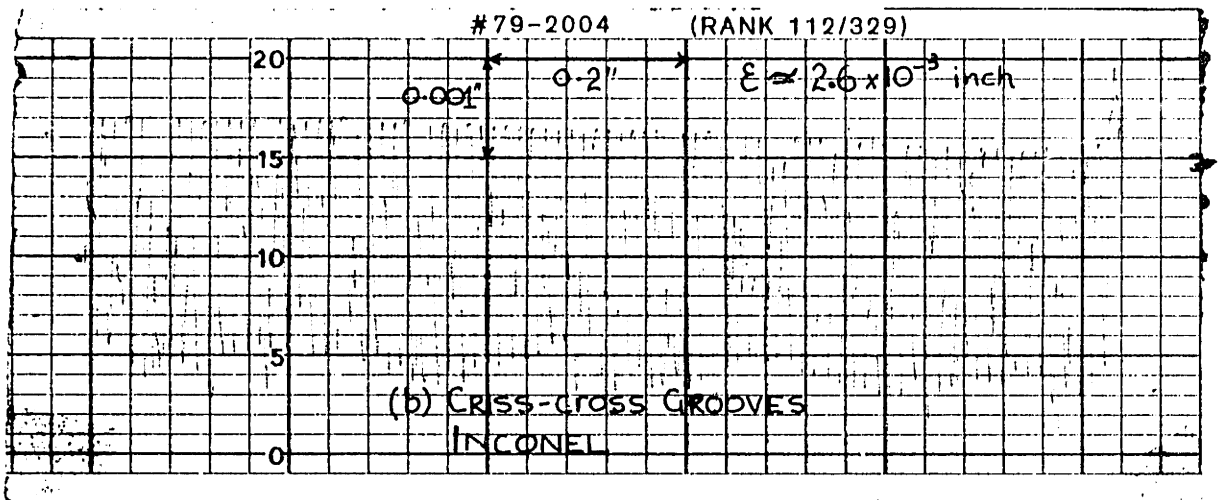 #79-2004 (RANK 112/329)
20
0.001"
0.2"
ε ≃ 2.6 x 10⁻³ inch
15
10
5
(b) CRISS-CROSS GROOVES
INCONEL
0